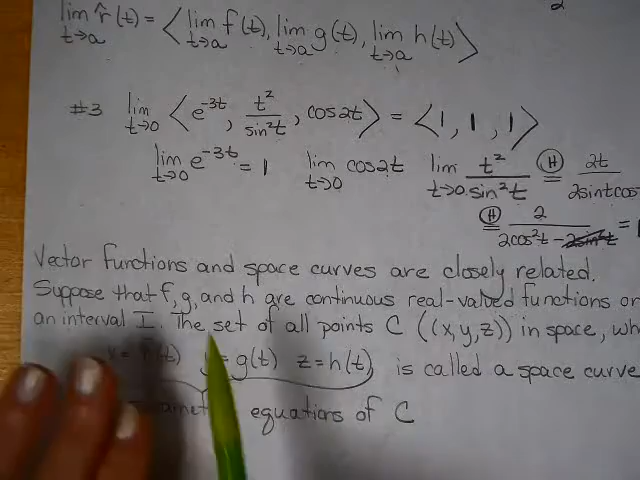 2
lim t→a r̂(t) = ⟨ lim t→a f(t), lim t→a g(t), lim t→a h(t) ⟩
#3 lim t→0 ⟨ e^-3t, t²/sin²t, cos2t ⟩ = ⟨1, 1, 1⟩
lim t→0 e^-3t = 1 lim t→0 cos2t lim t→0 t²/sin²t (H)= 2t/2sintcos
(H)= 2/2cos²t - 2sin²t = 1
Vector functions and space curves are closely related.
Suppose that f, g, and h are continuous real-valued functions on
an interval I. The set of all points C ((x,y,z)) in space, wh
x = (t) y = g(t) z = h(t), is called a space curve
equations of C